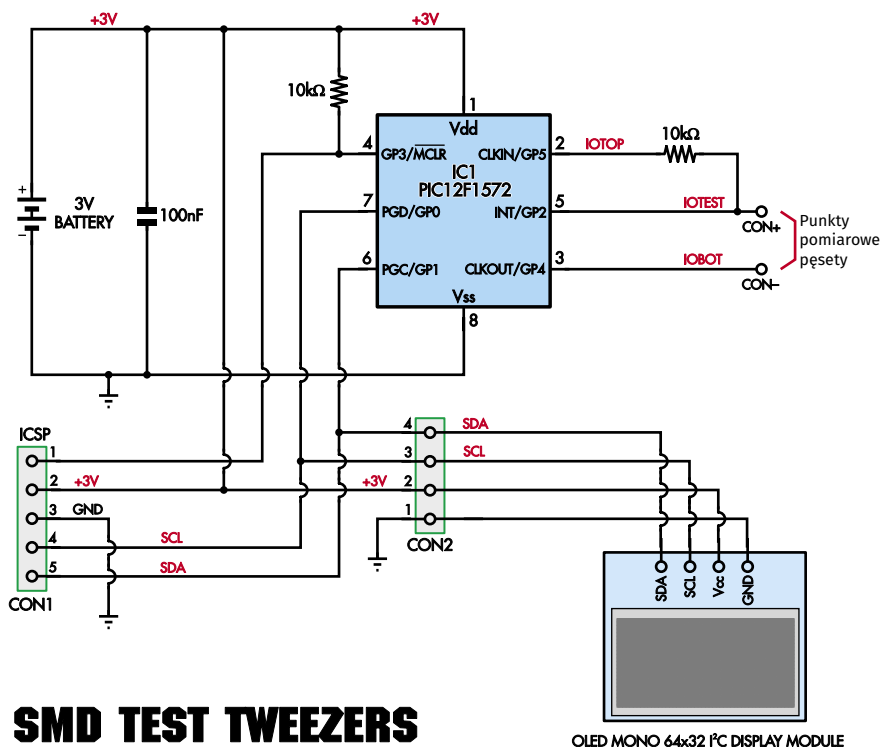 +3V
+3V
10kΩ
1
Vdd
4
GP3/MCLR
CLKIN/GP5
2
IOTOP
10kΩ
IC1
PIC12F1572
+
3V
BATTERY
–
100nF
7
PGD/GP0
INT/GP2
5
IOTEST
CON+
Punkty
pomiarowe
pęsety
6
PGC/GP1
CLKOUT/GP4
3
IOBOT
CON–
Vss
8
ICSP
1
2
+3V
3
GND
4
SCL
5
SDA
CON1
4
SDA
3
SCL
+3V
2
1
CON2
SDA
SCL
Vcc
GND
SMD TEST TWEEZERS
OLED MONO 64x32 I²C DISPLAY MODULE